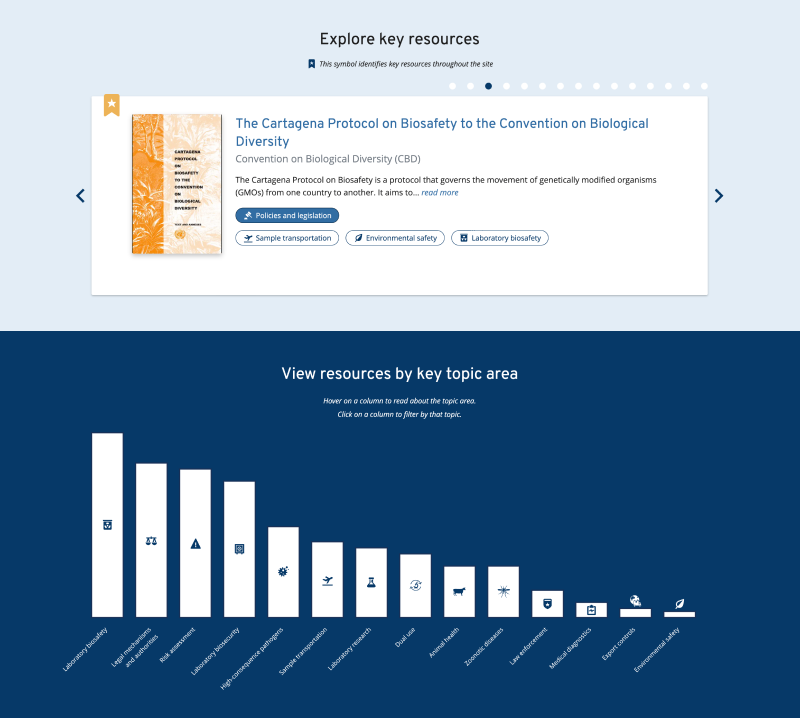 Explore key resources
This symbol identifies key resources throughout the site
CARTAGENA
PROTOCOL
ON
BIOSAFETY
TO THE
CONVENTION
ON
BIOLOGICAL
DIVERSITY
TEXT AND ANNEXES
The Cartagena Protocol on Biosafety to the Convention on Biological
Diversity
Convention on Biological Diversity (CBD)
The Cartagena Protocol on Biosafety is a protocol that governs the movement of genetically modified organisms
(GMOs) from one country to another. It aims to... read more
Policies and legislation
Sample transportation Environmental safety Laboratory biosafety
View resources by key topic area
Hover on a column to read about the topic area.
Click on a column to filter by that topic.
Laboratory biosafety
Legal mechanisms
and authorities
Risk assessment
Laboratory biosecurity
High-consequence pathogens
Sample transportation
Laboratory research
Dual use
Animal health
Zoonotic diseases
Law enforcement
Medical diagnostics
Export controls
Environmental safety